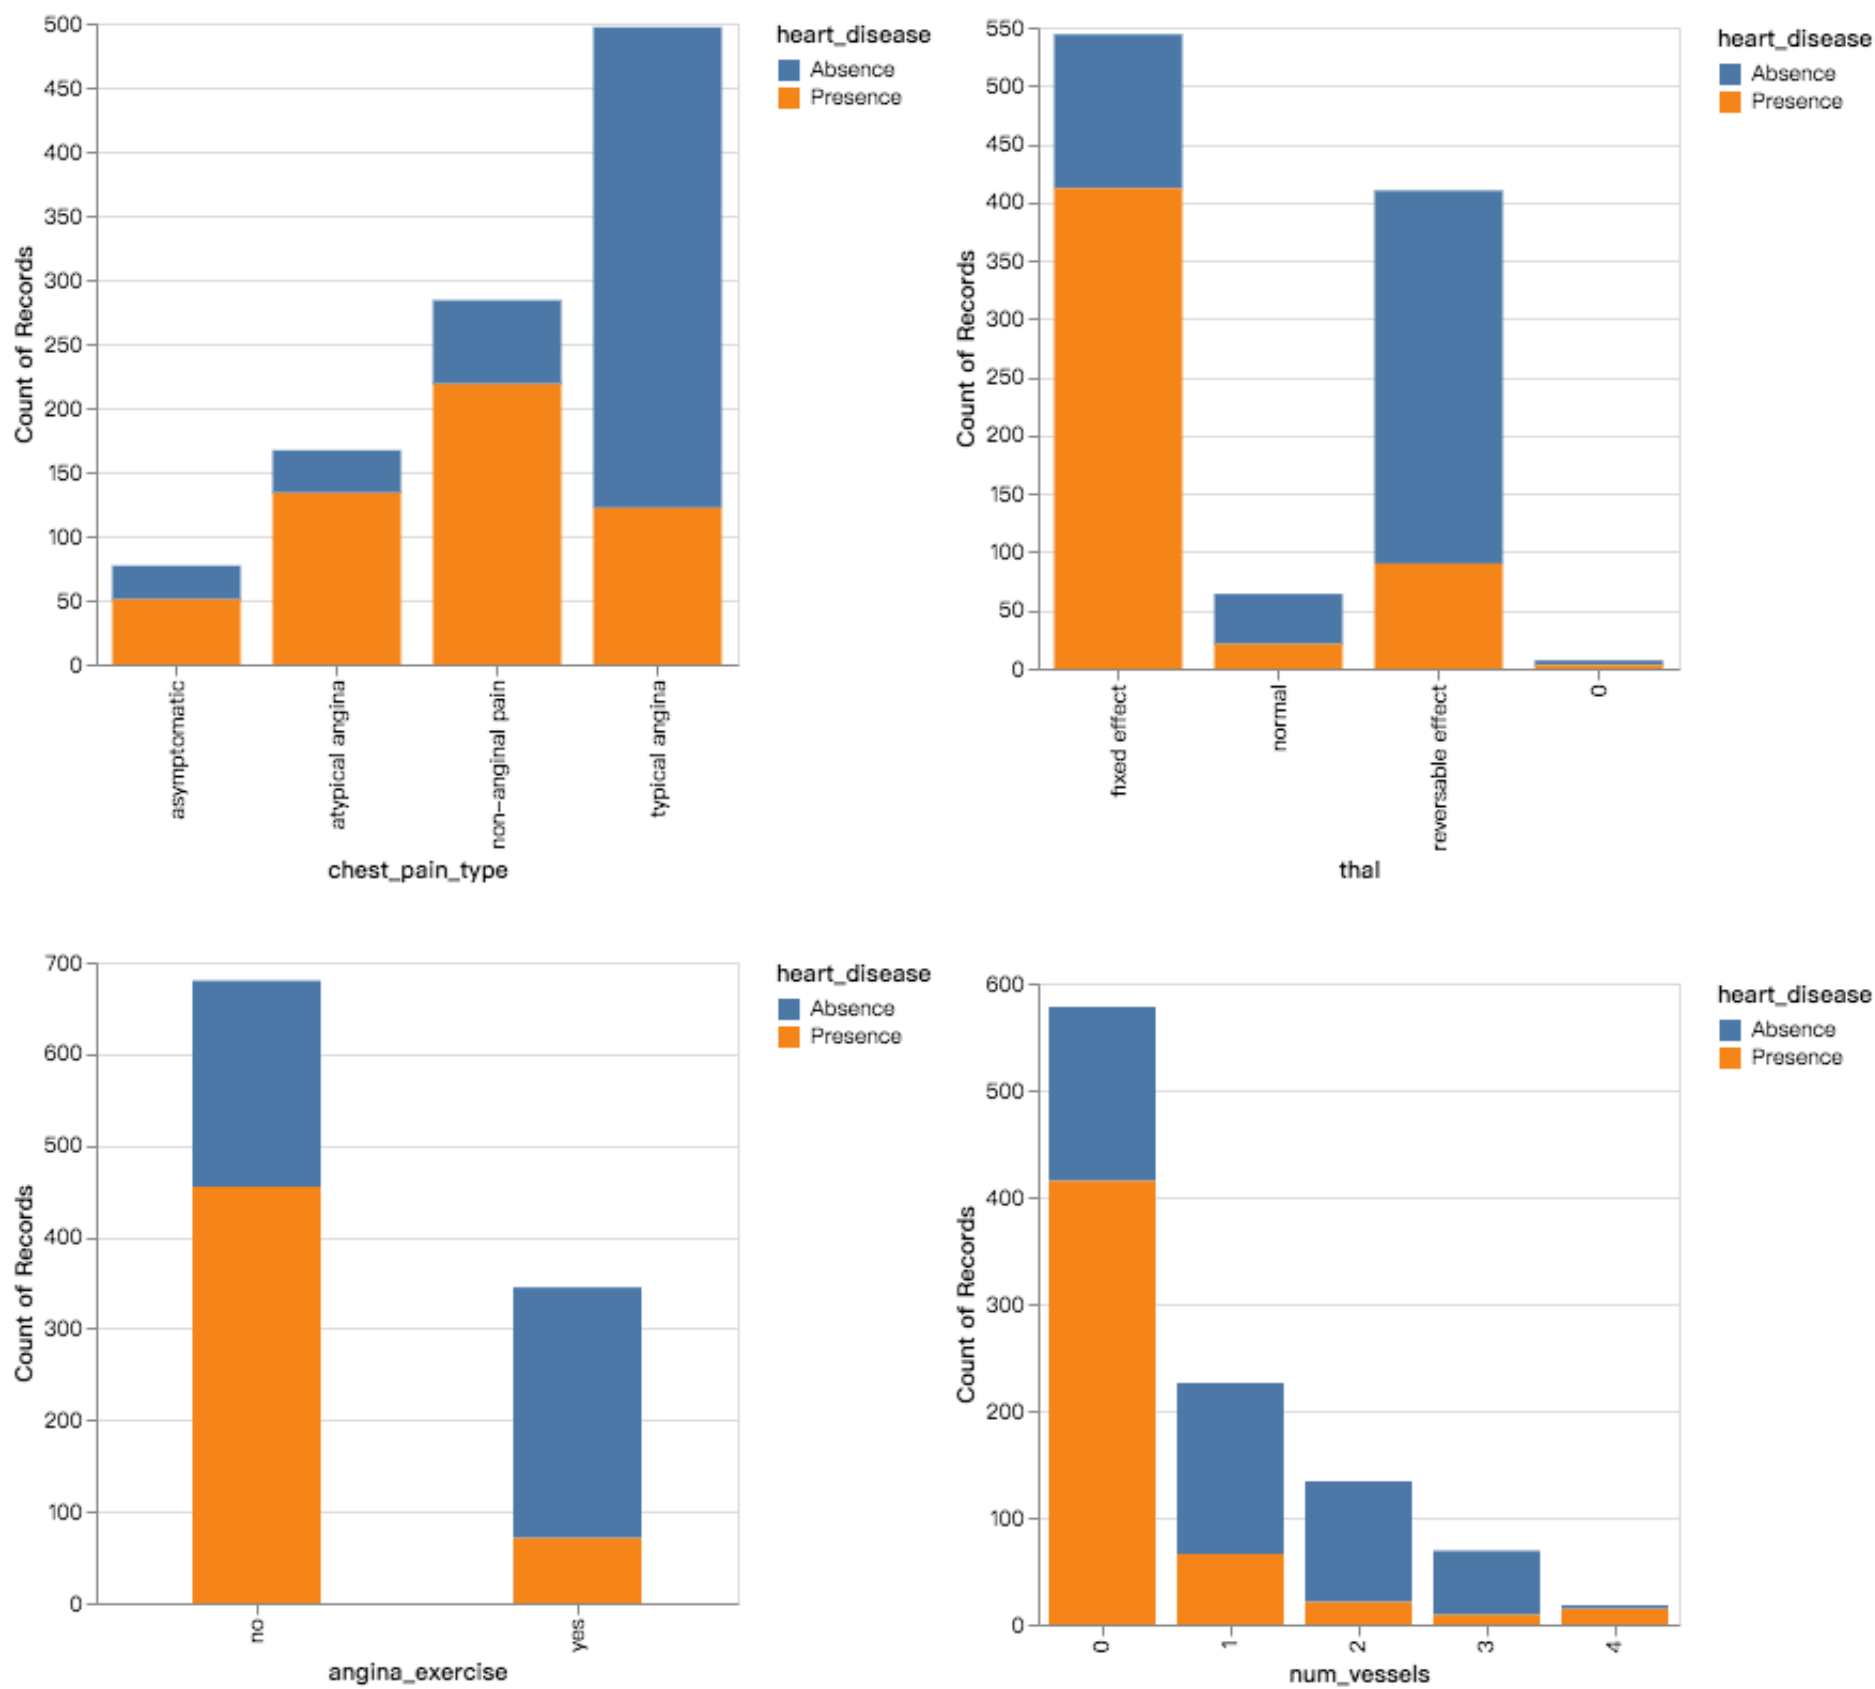 500
450
400
350
300
250
200
150
100
50
0
Count of Records
asymptomatic
atypical angina
non-anginal pain
typical angina
chest_pain_type
heart_disease
Absence
Presence
550
500
450
400
350
300
250
200
150
100
50
0
Count of Records
fixed effect
normal
reversable effect
0
thal
heart_disease
Absence
Presence
700
600
500
400
300
200
100
0
Count of Records
no
yes
angina_exercise
heart_disease
Absence
Presence
600
500
400
300
200
100
0
Count of Records
0
1
2
3
4
num_vessels
heart_disease
Absence
Presence